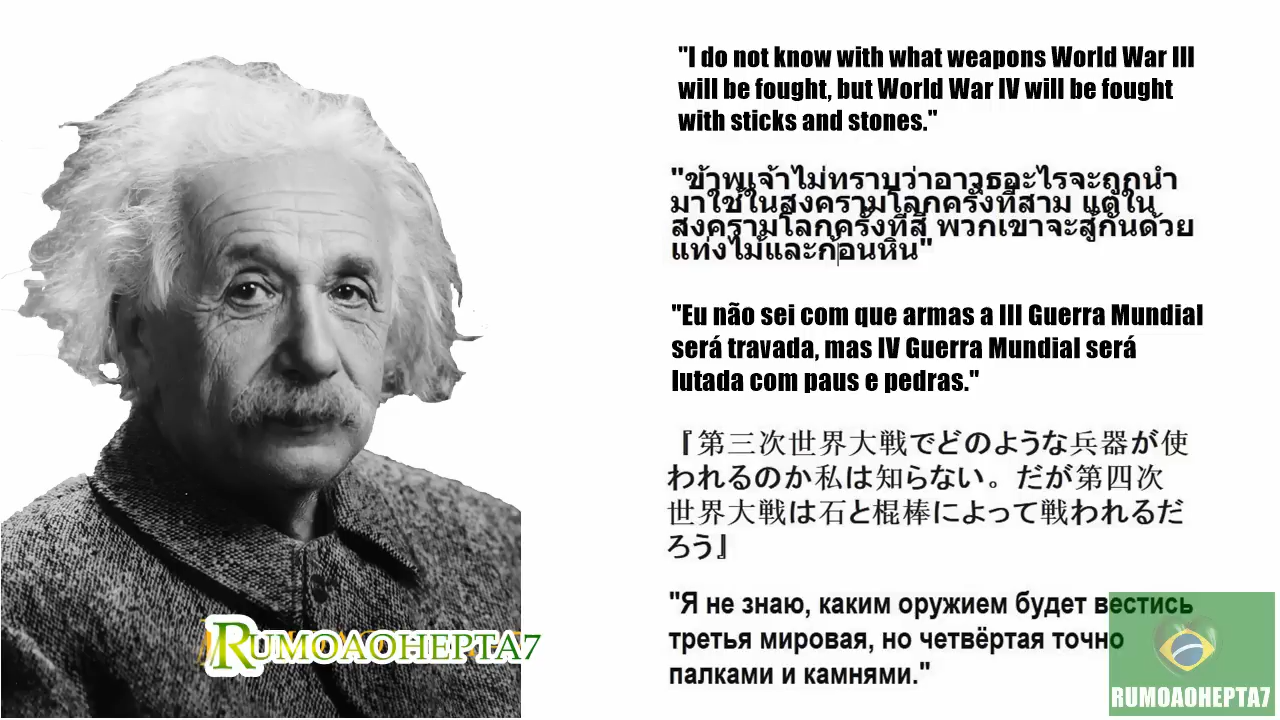 "I do not know with what weapons World War III
will be fought, but World War IV will be fought
with sticks and stones."
"ข้าพเจ้าไม่ทราบว่าอาวุธอะไรจะถูกนำ
มาใช้ในสงครามโลกครั้งที่สาม แต่ใน
สงครามโลกครั้งที่สี่ พวกเขาจะสู้กันด้วย
แท่งไม้และก้อนหิน"
"Eu não sei com que armas a III Guerra Mundial
será travada, mas IV Guerra Mundial será
lutada com paus e pedras."
『第三次世界大戦でどのような兵器が使
われるのか私は知らない。だが第四次
世界大戦は石と棍棒によって戦われるだ
ろう』
"Я не знаю, каким оружием будет вестись
третья мировая, но четвёртая точно
палками и камнями."
RUMOAOHEPTA7
RUMOAOHEPTA7